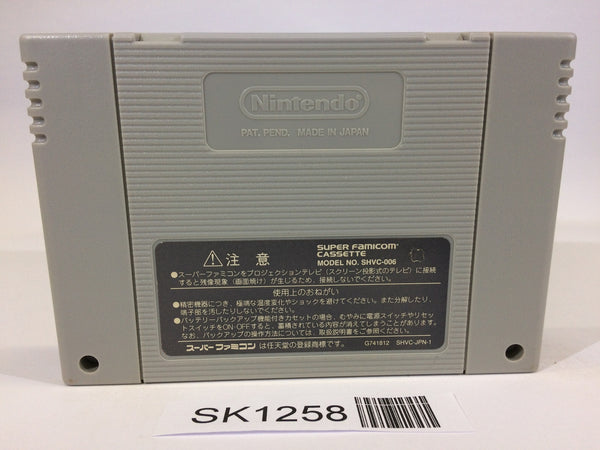 Nintendo
PAT. PEND. MADE IN JAPAN
注意
SUPER FAMICOM
CASSETTE
MODEL NO. SHVC-006
●スーパーファミコンをプロジェクションテレビ(スクリーン投影式のテレビ)に接続
すると残像現象(画面焼け)が生じるため、接続しないでください。
使用上のおねがい
●精密機器につき、極端な温度変化やショックを避けてください。また分解したり、
端子部を汚したりしないでください。
●バッテリーバックアップ機能付きカセットの場合、むやみに電源スイッチやリセ
ットスイッチをON・OFFすると、蓄積されている内容が消えてしまうことがあります。
なお、バックアップの操作方法については、取扱説明書をご参照ください。
スーパーファミコンは任天堂の登録商標です。
G741812 SHVC-JPN-1
SK1258